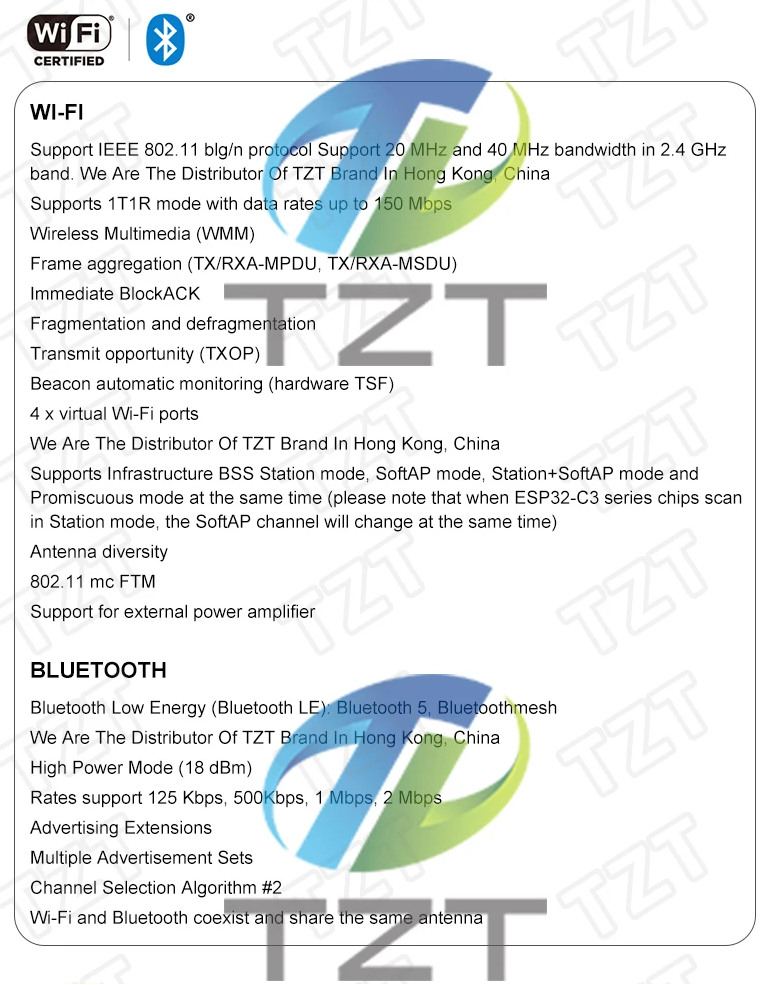 Wi Fi®
CERTIFIED
®
WI-FI
Support IEEE 802.11 blg/n protocol Support 20 MHz and 40 MHz bandwidth in 2.4 GHz
band. We Are The Distributor Of TZT Brand In Hong Kong, China
Supports 1T1R mode with data rates up to 150 Mbps
Wireless Multimedia (WMM)
Frame aggregation (TX/RXA-MPDU, TX/RXA-MSDU)
Immediate BlockACK
Fragmentation and defragmentation
Transmit opportunity (TXOP)
Beacon automatic monitoring (hardware TSF)
4 x virtual Wi-Fi ports
We Are The Distributor Of TZT Brand In Hong Kong, China
Supports Infrastructure BSS Station mode, SoftAP mode, Station+SoftAP mode and
Promiscuous mode at the same time (please note that when ESP32-C3 series chips scan
in Station mode, the SoftAP channel will change at the same time)
Antenna diversity
802.11 mc FTM
Support for external power amplifier
BLUETOOTH
Bluetooth Low Energy (Bluetooth LE): Bluetooth 5, Bluetoothmesh
We Are The Distributor Of TZT Brand In Hong Kong, China
High Power Mode (18 dBm)
Rates support 125 Kbps, 500Kbps, 1 Mbps, 2 Mbps
Advertising Extensions
Multiple Advertisement Sets
Channel Selection Algorithm #2
Wi-Fi and Bluetooth coexist and share the same antenna
TZT
TZT